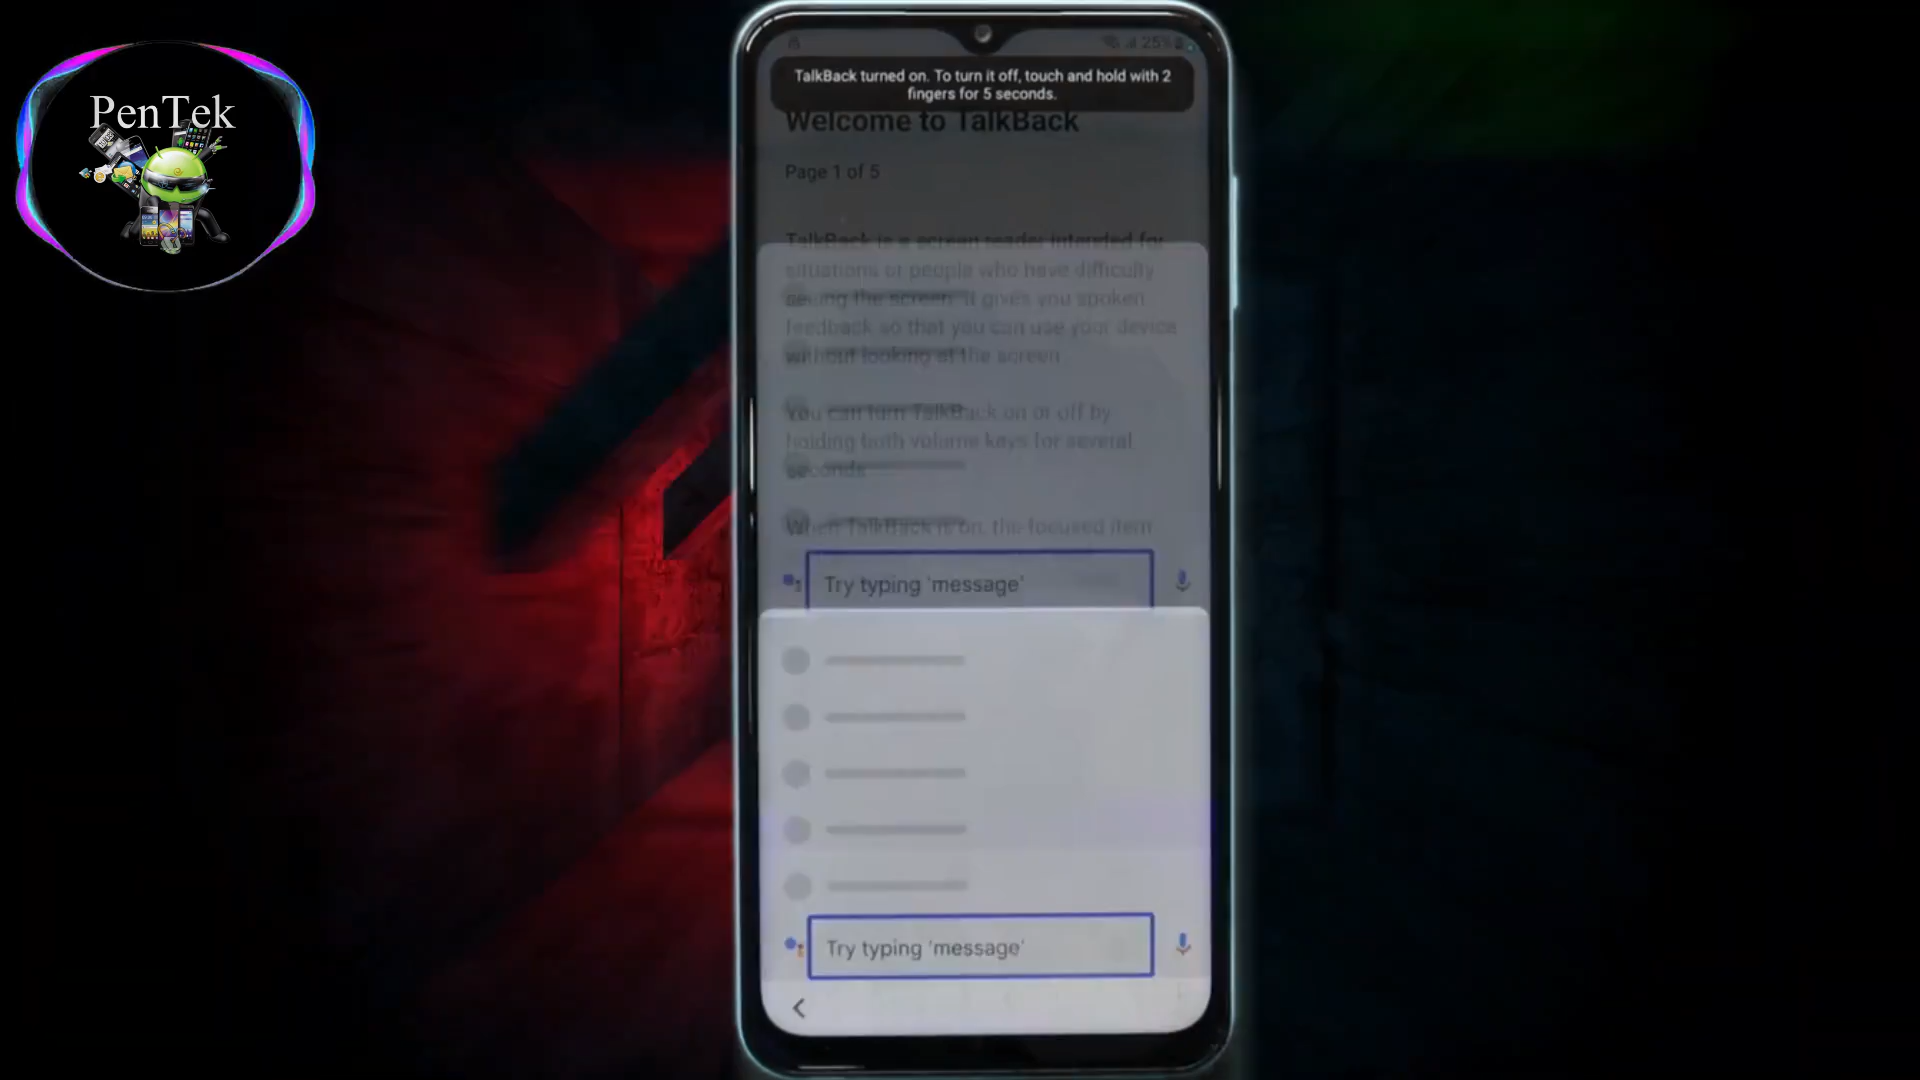 PenTek
25%
TalkBack turned on. To turn it off, touch and hold with 2
fingers for 5 seconds.
Welcome to TalkBack
Page 1 of 5
TalkBack is a screen reader intended for
situations or people who have difficulty
seeing the screen. It gives you spoken
feedback so that you can use your device
without looking at the screen.
You can turn TalkBack on or off by
holding both volume keys for several
seconds.
When TalkBack is on, the focused item
Try typing 'message'
Try typing 'message'